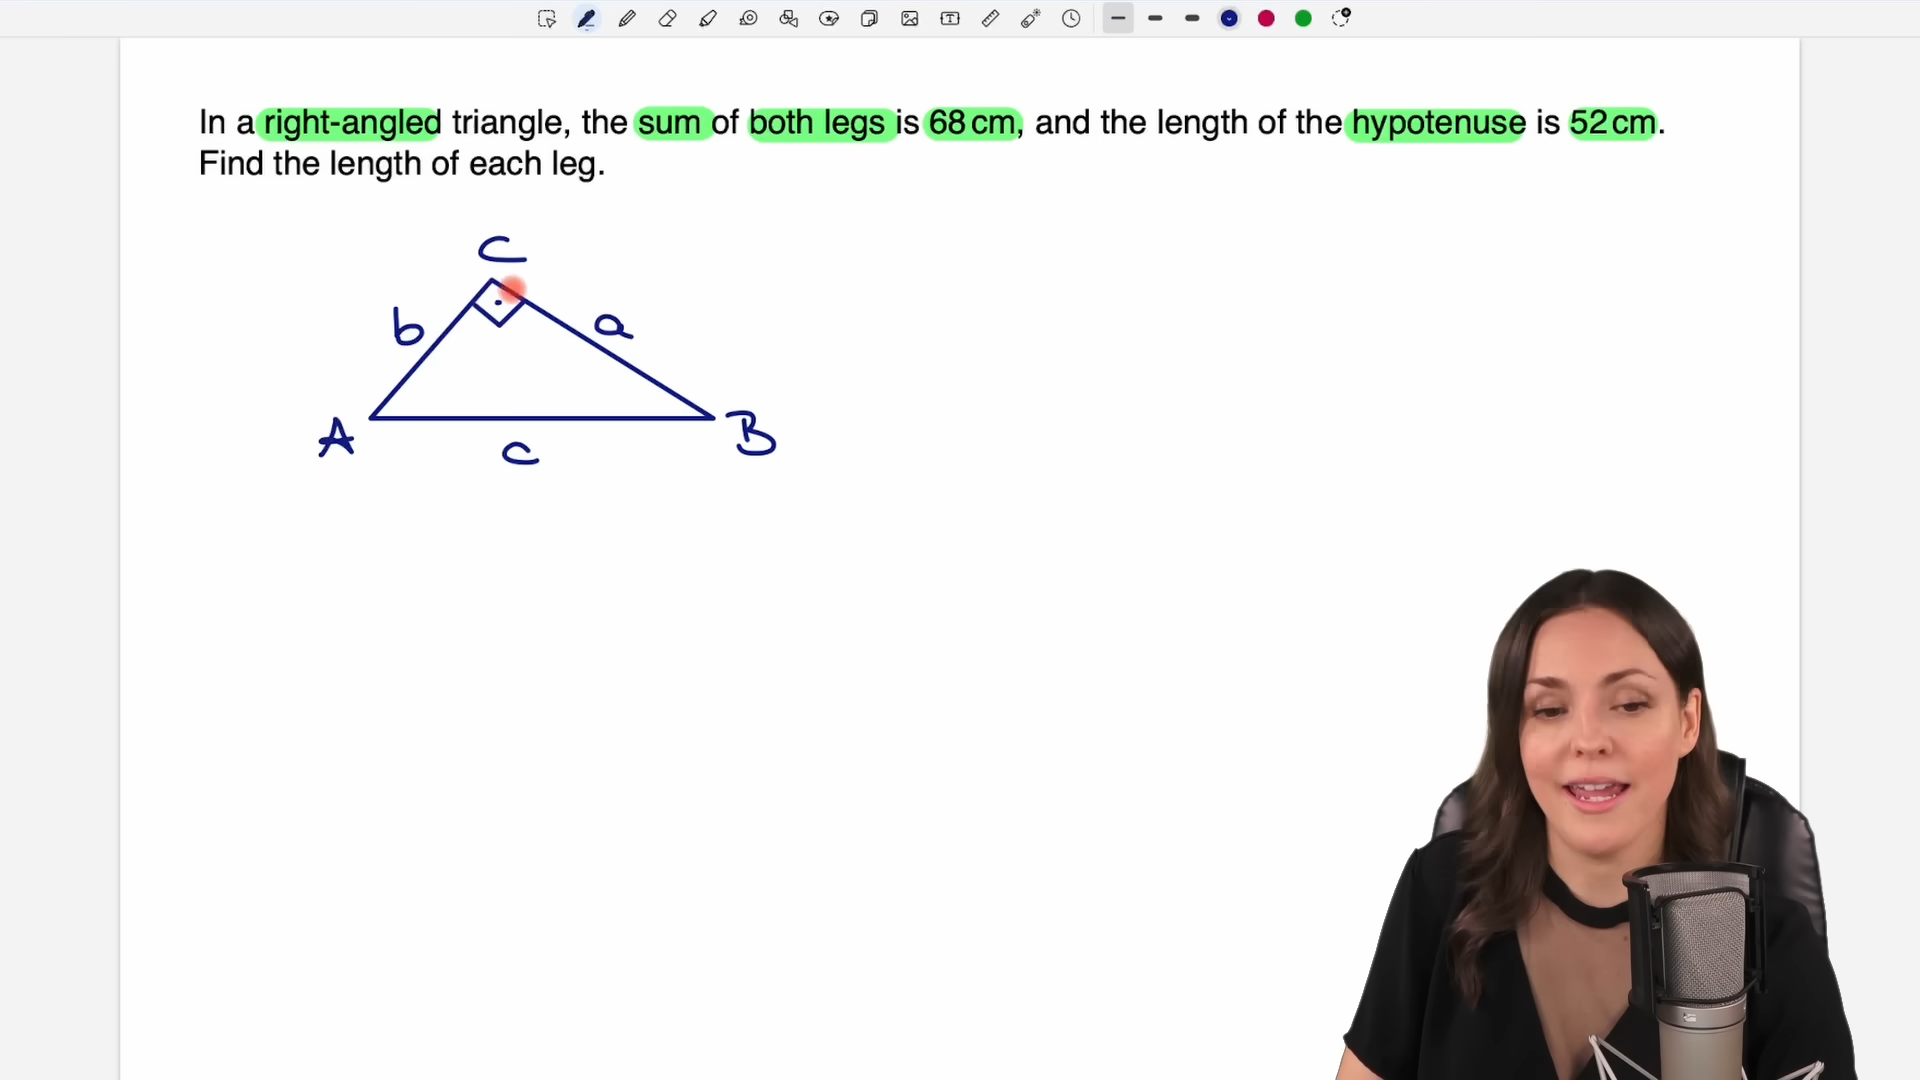 In a right-angled triangle, the sum of both legs is 68 cm, and the length of the hypotenuse is 52 cm.
Find the length of each leg.
C
b
a
A
B
c